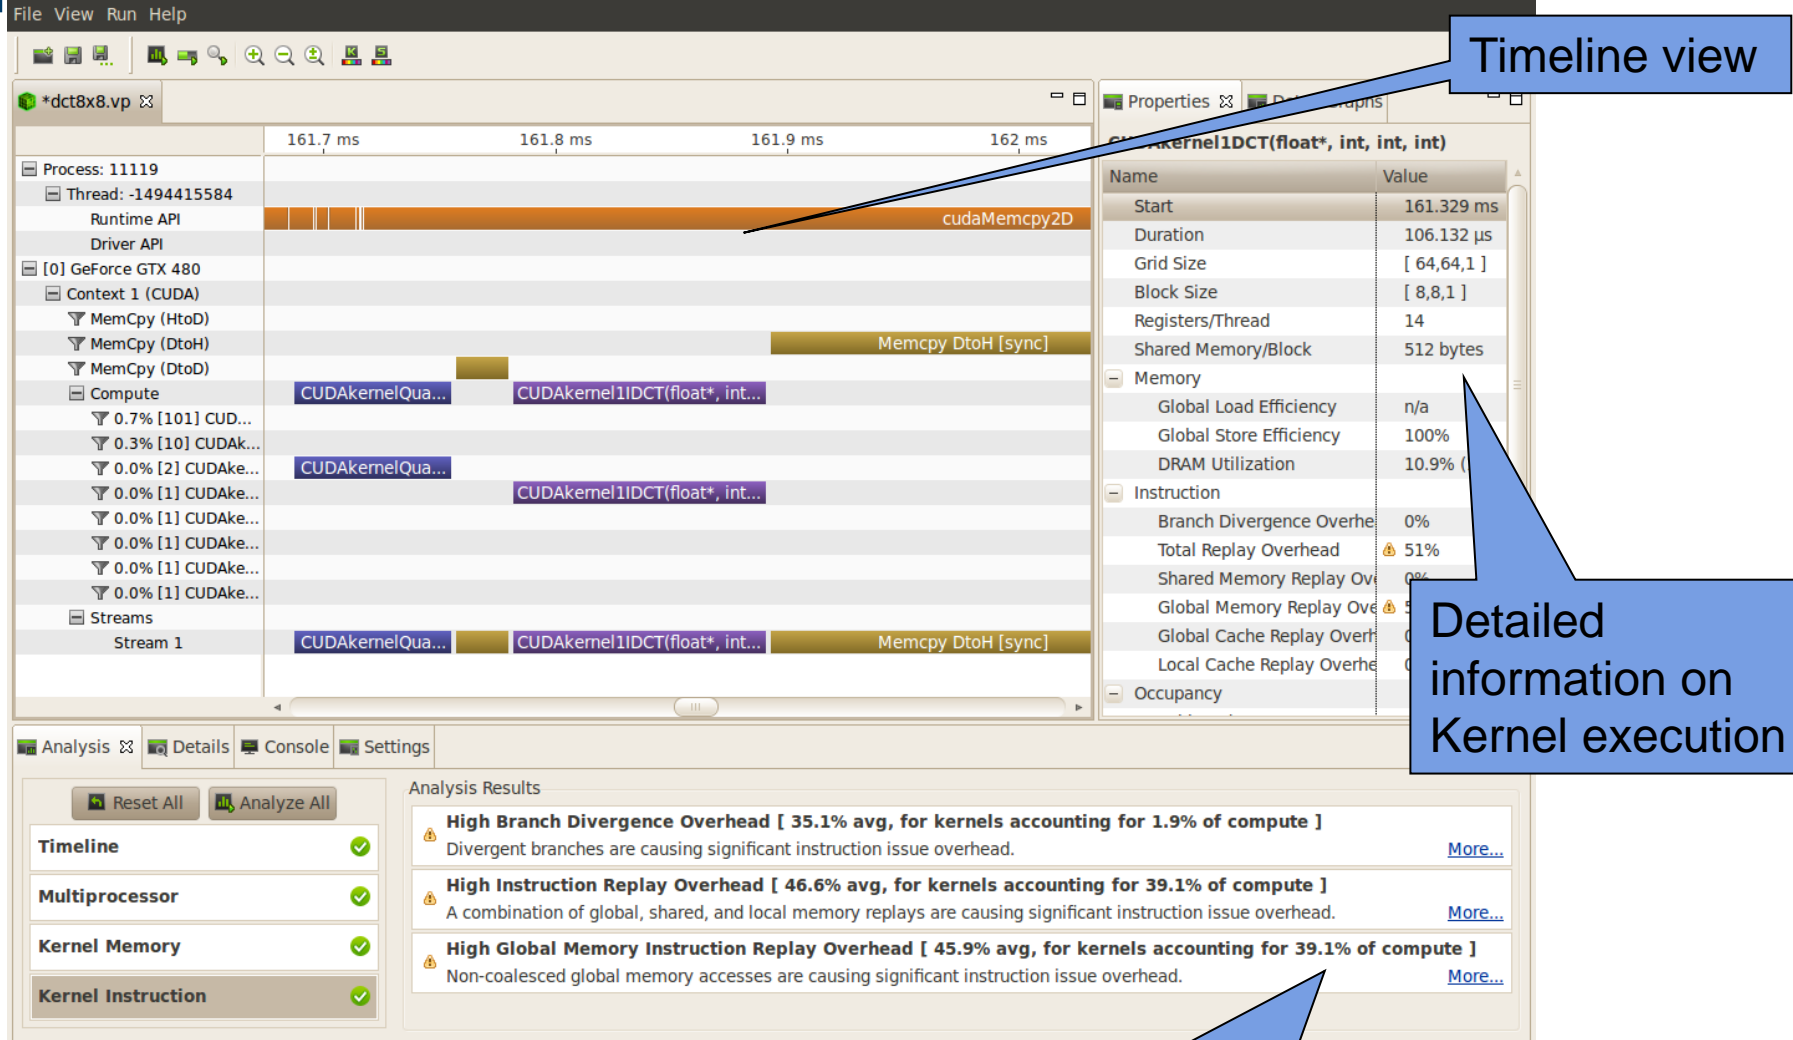 File View Run Help
Timeline view
*dct8x8.vp
Properties
161.7 ms 161.8 ms 161.9 ms 162 ms
int, int)
Process: 11119
Thread: -1494415584
Runtime API
cudaMemcpy2D
Driver API
[0] GeForce GTX 480
Context 1 (CUDA)
MemCpy (HtoD)
MemCpy (DtoH)
Memcpy DtoH [sync]
MemCpy (DtoD)
Compute
CUDAkernelQua... CUDAkernel1IDCT(float*, int...
0.7% [101] CUD...
0.3% [10] CUDAk...
0.0% [2] CUDAke...
CUDAkernelQua...
0.0% [1] CUDAke...
CUDAkernel1IDCT(float*, int...
0.0% [1] CUDAke...
0.0% [1] CUDAke...
0.0% [1] CUDAke...
0.0% [1] CUDAke...
Streams
Stream 1
CUDAkernelQua... CUDAkernel1IDCT(float*, int... Memcpy DtoH [sync]
Name Value
Start 161.329 ms
Duration 106.132 µs
Grid Size [ 64,64,1 ]
Block Size [ 8,8,1 ]
Registers/Thread 14
Shared Memory/Block 512 bytes
Memory
Global Load Efficiency n/a
Global Store Efficiency 100%
DRAM Utilization 10.9% (
Instruction
Branch Divergence Overhe 0%
Total Replay Overhead 51%
Shared Memory Replay Ove
Global Memory Replay Ove
Global Cache Replay Overh
Local Cache Replay Overhe
Occupancy
Detailed
information on
Kernel execution
Analysis Details Console Settings
Reset All Analyze All
Timeline
Multiprocessor
Kernel Memory
Kernel Instruction
Analysis Results
High Branch Divergence Overhead [ 35.1% avg, for kernels accounting for 1.9% of compute ]
Divergent branches are causing significant instruction issue overhead. More...
High Instruction Replay Overhead [ 46.6% avg, for kernels accounting for 39.1% of compute ]
A combination of global, shared, and local memory replays are causing significant instruction issue overhead. More...
High Global Memory Instruction Replay Overhead [ 45.9% avg, for kernels accounting for 39.1% of compute ]
Non-coalesced global memory accesses are causing significant instruction issue overhead. More...